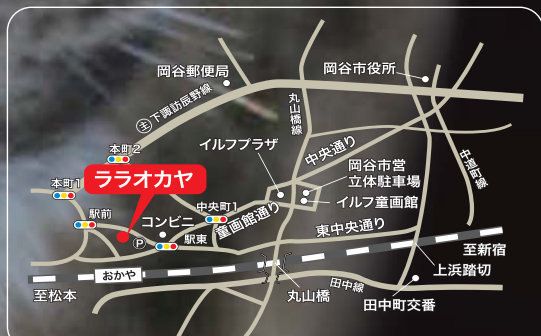 岡谷郵便局
岡谷市役所
主下諏訪辰野線
丸山橋線
イルフプラザ
中央通り
本町2
岡谷市営
立体駐車場
イルフ童画館
中道町線
ララオカヤ
本町1
駅前
コンビニ
中央町1
童画館通り
P
駅東
東中央通り
至新宿
おかや
上浜踏切
至松本
丸山橋
田中線
田中町交番